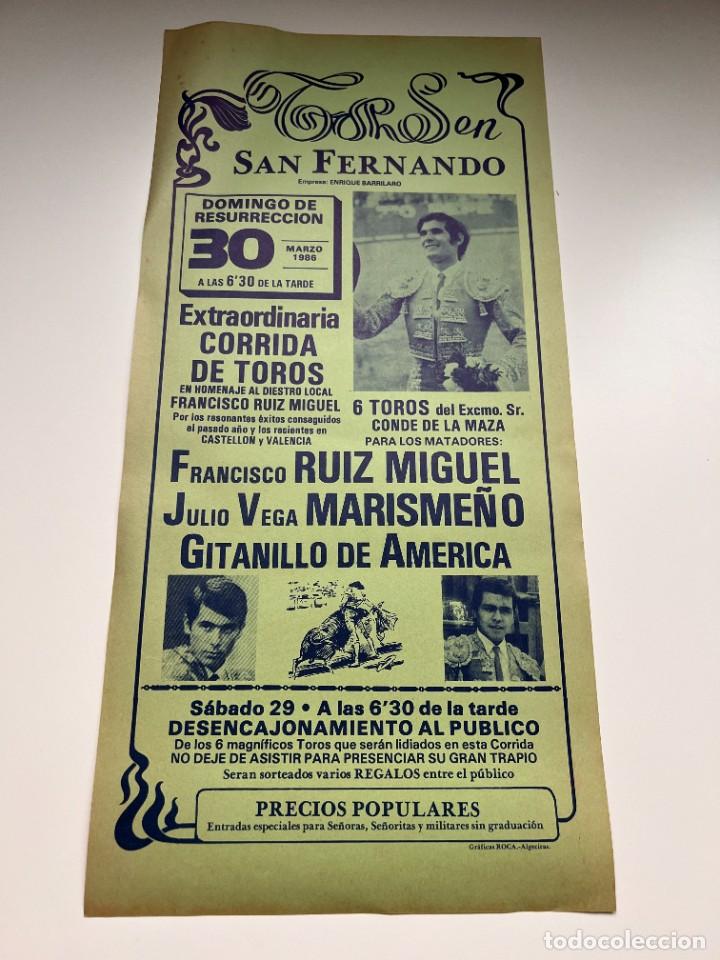 Toros en
SAN FERNANDO
Empresa: ENRIQUE BARRILARO
DOMINGO DE
RESURRECCION
30 MARZO
1986
A LAS 6'30 DE LA TARDE
Extraordinaria
CORRIDA
DE TOROS
EN HOMENAJE AL DIESTRO LOCAL
FRANCISCO RUIZ MIGUEL
Por los resonantes éxitos conseguidos
el pasado año y los recientes en
CASTELLON y VALENCIA
6 TOROS del Excmo. Sr.
CONDE DE LA MAZA
PARA LOS MATADORES:
FRANCISCO RUIZ MIGUEL
JULIO VEGA MARISMEÑO
GITANILLO DE AMERICA
Sábado 29 • A las 6'30 de la tarde
DESENCAJONAMIENTO AL PUBLICO
De los 6 magníficos Toros que serán lidiados en esta Corrida
NO DEJE DE ASISTIR PARA PRESENCIAR SU GRAN TRAPIO
Seran sorteados varios REGALOS entre el público
PRECIOS POPULARES
Entradas especiales para Señoras, Señoritas y militares sin graduación
Gráficas ROCA.-Algeciras.
todocoleccion
todocoleccion.net